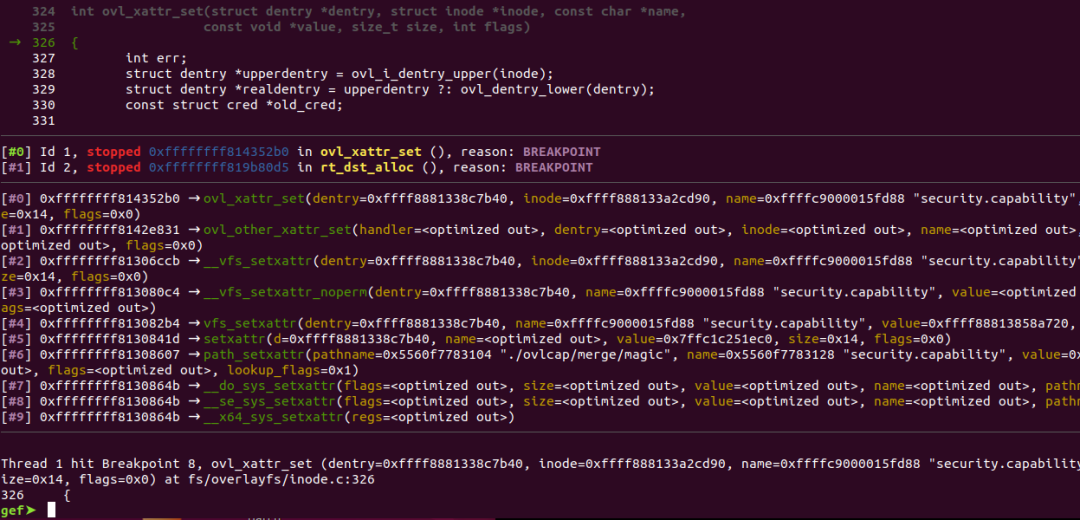 324 int ovl_xattr_set(struct dentry *dentry, struct inode *inode, const char *name,
325 const void *value, size_t size, int flags)
→ 326 {
327 int err;
328 struct dentry *upperdentry = ovl_i_dentry_upper(inode);
329 struct dentry *realdentry = upperdentry ?: ovl_dentry_lower(dentry);
330 const struct cred *old_cred;
331
[#0] Id 1, stopped 0xffffffff814352b0 in ovl_xattr_set (), reason: BREAKPOINT
[#1] Id 2, stopped 0xffffffff819b80d5 in rt_dst_alloc (), reason: BREAKPOINT
[#0] 0xffffffff814352b0 → ovl_xattr_set(dentry=0xffff8881338c7b40, inode=0xffff888133a2cd90, name=0xffffc9000015fd88 "security.capability",
e=0x14, flags=0x0)
[#1] 0xffffffff8142e831 → ovl_other_xattr_set(handler=<optimized out>, dentry=<optimized out>, inode=<optimized out>, name=<optimized out>,
optimized out>, flags=0x0)
[#2] 0xffffffff81306ccb → __vfs_setxattr(dentry=0xffff8881338c7b40, inode=0xffff888133a2cd90, name=0xffffc9000015fd88 "security.capability"
ze=0x14, flags=0x0)
[#3] 0xffffffff813080c4 → __vfs_setxattr_noperm(dentry=0xffff8881338c7b40, name=0xffffc9000015fd88 "security.capability", value=<optimized
ags=<optimized out>)
[#4] 0xffffffff813082b4 → vfs_setxattr(dentry=0xffff8881338c7b40, name=0xffffc9000015fd88 "security.capability", value=0xffff88813858a720,
[#5] 0xffffffff8130841d → setxattr(d=0xffff8881338c7b40, name=<optimized out>, value=0x7ffc1c251ec0, size=0x14, flags=0x0)
[#6] 0xffffffff81308607 → path_setxattr(pathname=0x5560f7783104 "./ovlcap/merge/magic", name=0x5560f7783128 "security.capability", value=0x
out>, flags=<optimized out>, lookup_flags=0x1)
[#7] 0xffffffff8130864b → __do_sys_setxattr(flags=<optimized out>, size=<optimized out>, value=<optimized out>, name=<optimized out>, pathn
[#8] 0xffffffff8130864b → __se_sys_setxattr(flags=<optimized out>, size=<optimized out>, value=<optimized out>, name=<optimized out>, pathn
[#9] 0xffffffff8130864b → __x64_sys_setxattr(regs=<optimized out>)
Thread 1 hit Breakpoint 8, ovl_xattr_set (dentry=0xffff8881338c7b40, inode=0xffff888133a2cd90, name=0xffffc9000015fd88 "security.capability
ize=0x14, flags=0x0) at fs/overlayfs/inode.c:326
326 {
gef➤